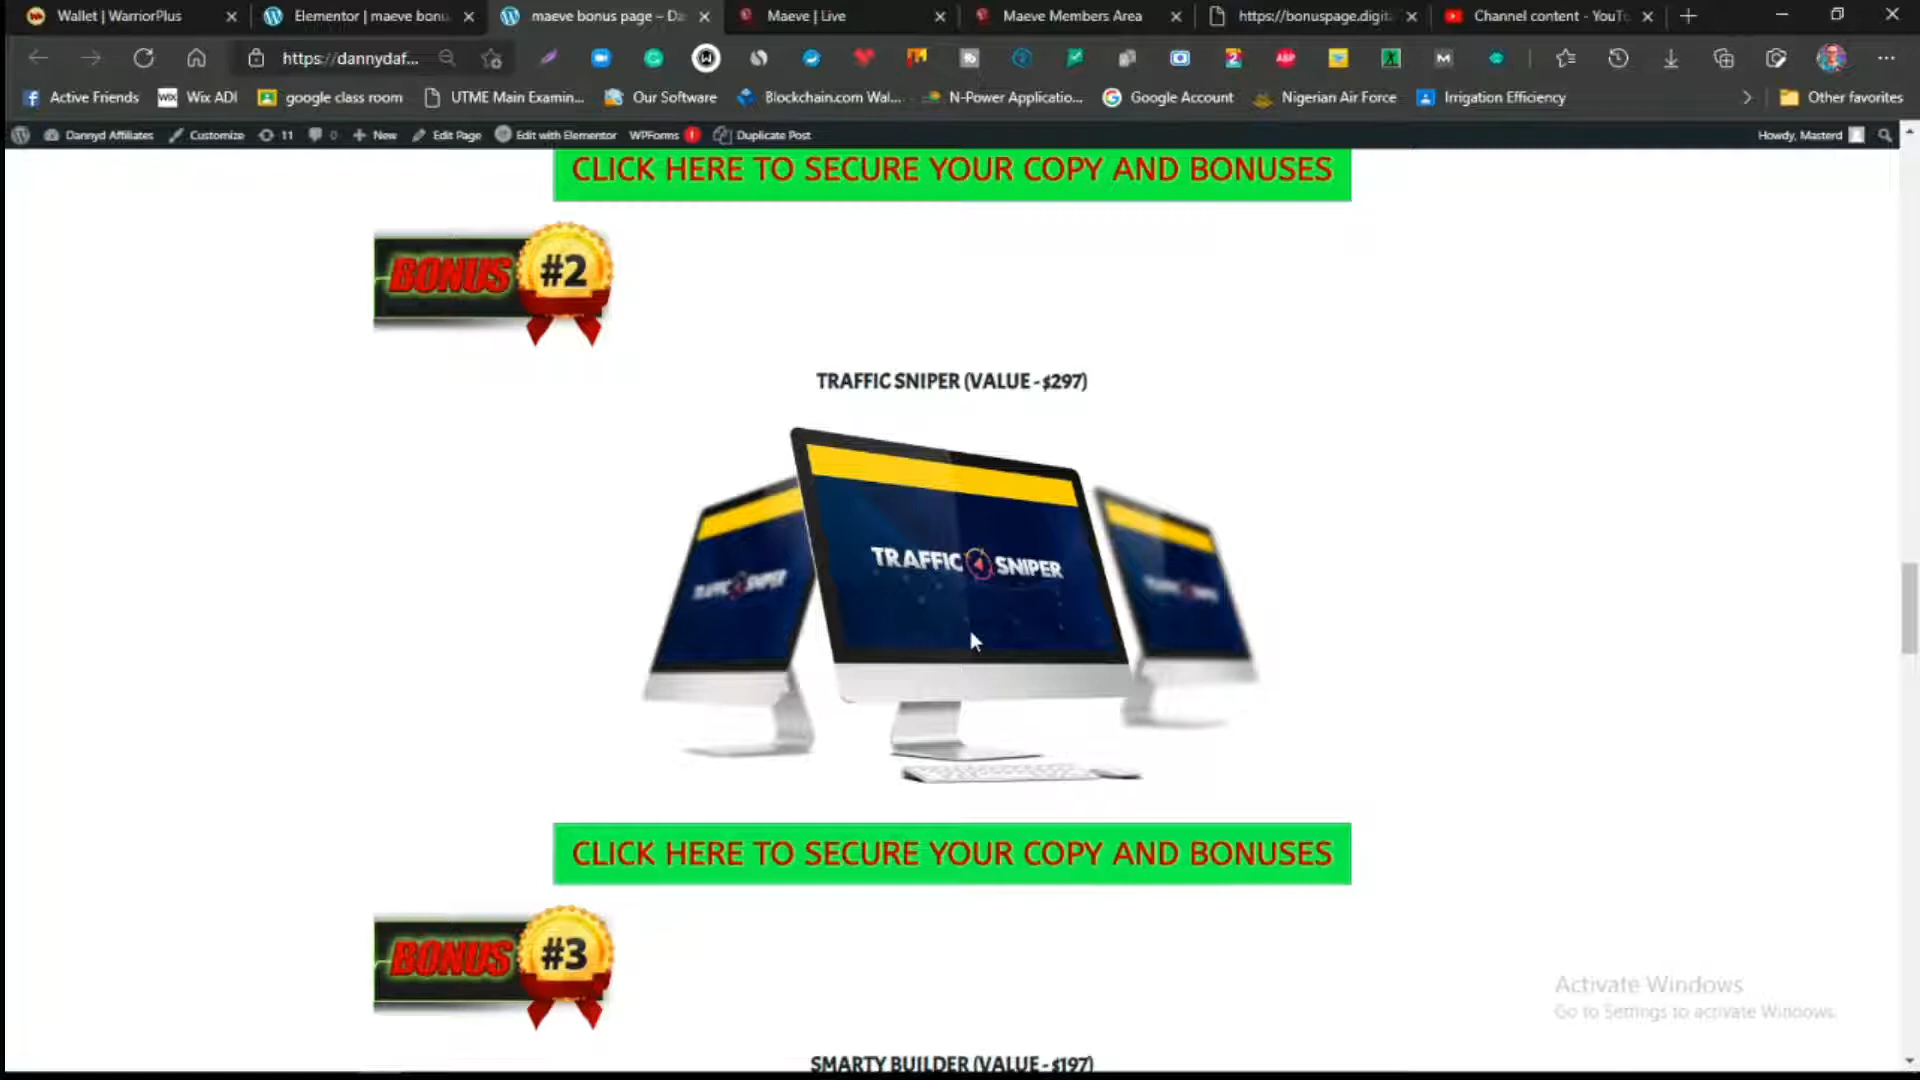 Wallet | WarriorPlus
Elementor | maeve bonu
maeve bonus page – Da
Maeve | Live
Maeve Members Area
https://bonuspage.digit
Channel content - YouTu
https://dannydaf...
Active Friends
Wix ADI
google class room
UTME Main Examin...
Our Software
Blockchain.com Wal...
N-Power Applicatio...
Google Account
Nigerian Air Force
Irrigation Efficiency
Other favorites
Dannyd Affiliates
Customize
11
0
New
Edit Page
Edit with Elementor
WPForms 1
Duplicate Post
Howdy, Masterd
CLICK HERE TO SECURE YOUR COPY AND BONUSES
BONUS #2
TRAFFIC SNIPER (VALUE - $297)
TRAFFIC SNIPER
TRAFFIC SNIPER
CLICK HERE TO SECURE YOUR COPY AND BONUSES
BONUS #3
Activate Windows
Go to Settings to activate Windows.
SMARTY BUILDER (VALUE - $197)